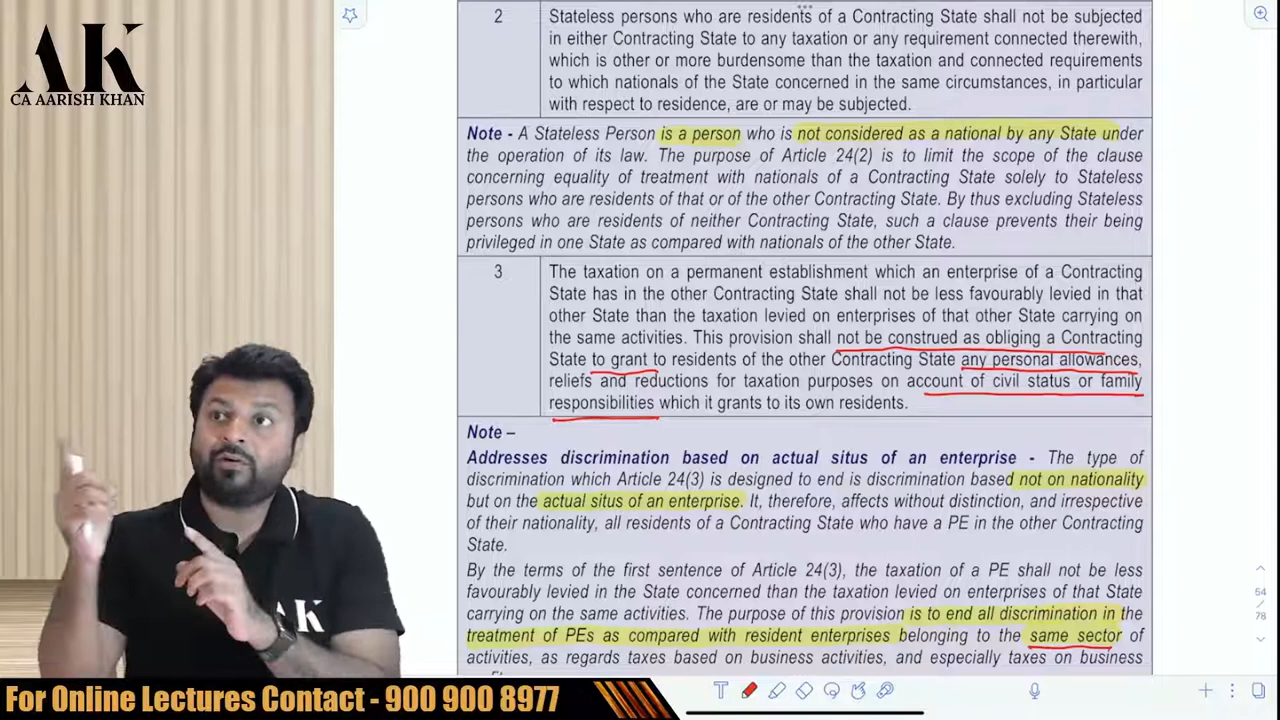 AK
CA AARISH KHAN
2
Stateless persons who are residents of a Contracting State shall not be subjected
in either Contracting State to any taxation or any requirement connected therewith,
which is other or more burdensome than the taxation and connected requirements
to which nationals of the State concerned in the same circumstances, in particular
with respect to residence, are or may be subjected.
Note - A Stateless Person is a person who is not considered as a national by any State under
the operation of its law. The purpose of Article 24(2) is to limit the scope of the clause
concerning equality of treatment with nationals of a Contracting State solely to Stateless
persons who are residents of that or of the other Contracting State. By thus excluding Stateless
persons who are residents of neither Contracting State, such a clause prevents their being
privileged in one State as compared with nationals of the other State.
3
The taxation on a permanent establishment which an enterprise of a Contracting
State has in the other Contracting State shall not be less favourably levied in that
other State than the taxation levied on enterprises of that other State carrying on
the same activities. This provision shall not be construed as obliging a Contracting
State to grant to residents of the other Contracting State any personal allowances,
reliefs and reductions for taxation purposes on account of civil status or family
responsibilities which it grants to its own residents.
Note –
Addresses discrimination based on actual situs of an enterprise - The type of
discrimination which Article 24(3) is designed to end is discrimination based not on nationality
but on the actual situs of an enterprise. It, therefore, affects without distinction, and irrespective
of their nationality, all residents of a Contracting State who have a PE in the other Contracting
State.
By the terms of the first sentence of Article 24(3), the taxation of a PE shall not be less
favourably levied in the State concerned than the taxation levied on enterprises of that State
carrying on the same activities. The purpose of this provision is to end all discrimination in the
treatment of PEs as compared with resident enterprises belonging to the same sector of
activities, as regards taxes based on business activities, and especially taxes on business
54
/
78
AK
For Online Lectures Contact - 900 900 8977